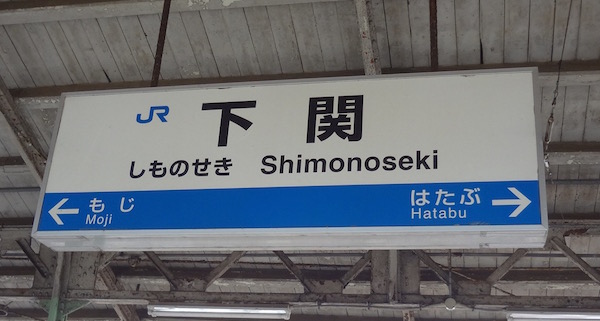 JR 下関
しものせき Shimonoseki
← もじ はたぶ →
Moji Hatabu